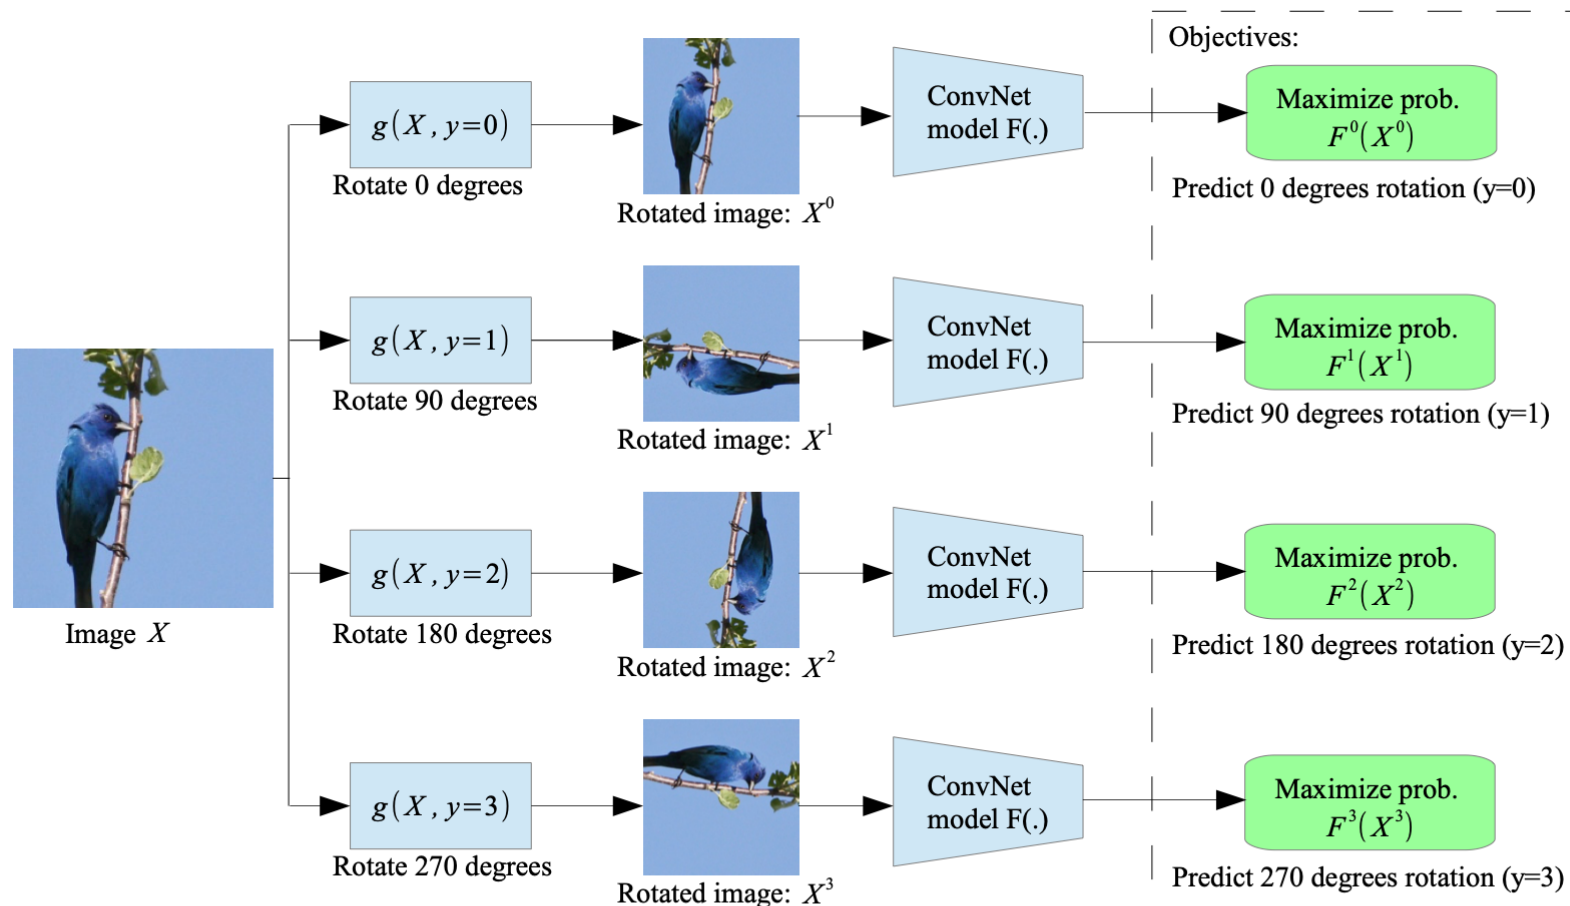 Objectives:
g(X, y=0)
Rotate 0 degrees
Rotated image: X⁰
ConvNet
model F(.)
Maximize prob.
F⁰(X⁰)
Predict 0 degrees rotation (y=0)
g(X, y=1)
Rotate 90 degrees
Rotated image: X¹
ConvNet
model F(.)
Maximize prob.
F¹(X¹)
Predict 90 degrees rotation (y=1)
Image X
g(X, y=2)
Rotate 180 degrees
Rotated image: X²
ConvNet
model F(.)
Maximize prob.
F²(X²)
Predict 180 degrees rotation (y=2)
g(X, y=3)
Rotate 270 degrees
Rotated image: X³
ConvNet
model F(.)
Maximize prob.
F³(X³)
Predict 270 degrees rotation (y=3)